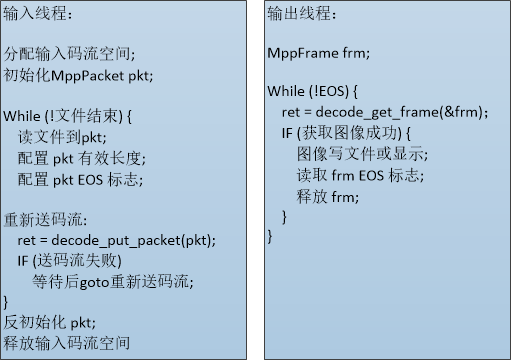 输入线程:
分配输入码流空间;
初始化MppPacket pkt;
While (!文件结束) {
读文件到pkt;
配置 pkt 有效长度;
配置 pkt EOS 标志;
重新送码流:
ret = decode_put_packet(pkt);
IF (送码流失败)
等待后goto重新送码流;
}
反初始化 pkt;
释放输入码流空间
输出线程:
MppFrame frm;
While (!EOS) {
ret = decode_get_frame(&frm);
IF (获取图像成功) {
图像写文件或显示;
读取 frm EOS 标志;
释放 frm;
}
}